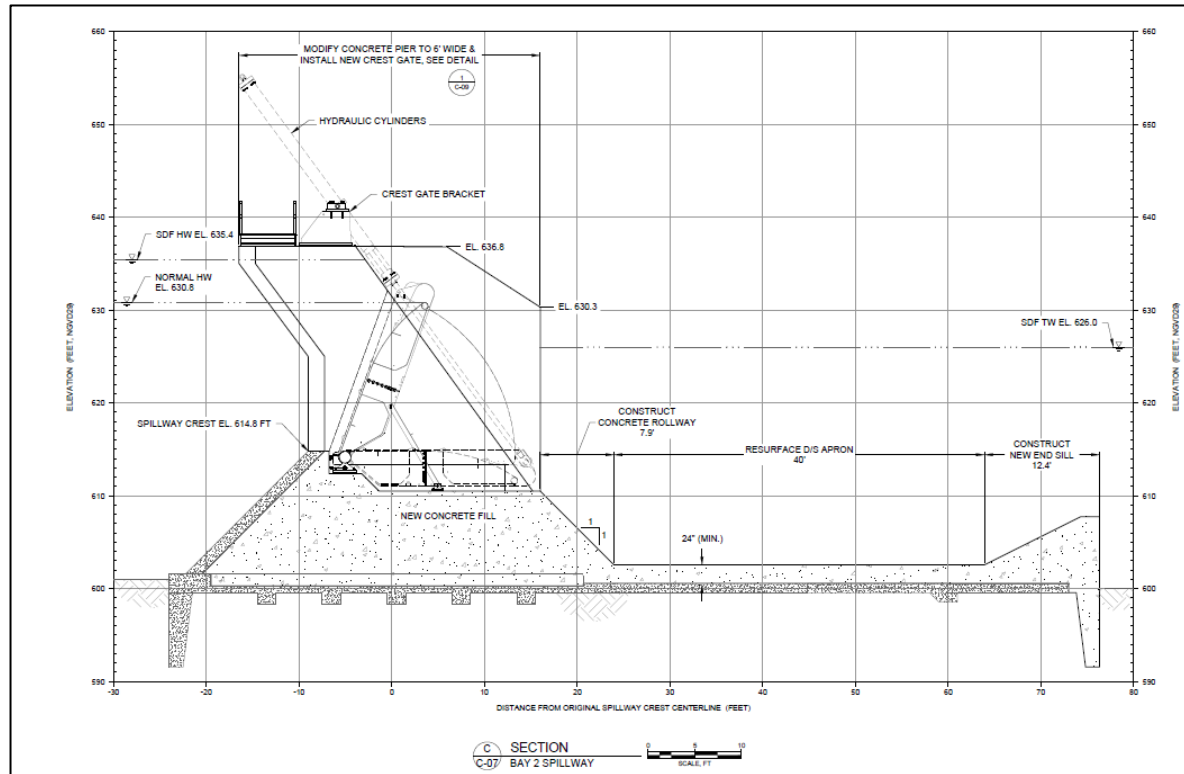 660
660
MODIFY CONCRETE PIER TO 6' WIDE &
INSTALL NEW CREST GATE, SEE DETAIL
1
C-09
650
650
HYDRAULIC CYLINDERS
CREST GATE BRACKET
640
640
SDF HW EL. 635.4
EL. 636.8
NORMAL HW
EL. 630.8
630
EL. 630.3
630
SDF TW EL. 626.0
ELEVATION (FEET, NGVD29)
ELEVATION (FEET, NGVD29)
620
620
SPILLWAY CREST EL. 614.8 FT
CONSTRUCT
CONCRETE ROLLWAY
7.9'
RESURFACE D/S APRON
40'
CONSTRUCT
NEW END SILL
12.4'
610
610
NEW CONCRETE FILL
1
1
24" (MIN.)
600
600
590
590
-30
-20
-10
0
10
20
30
40
50
60
70
80
DISTANCE FROM ORIGINAL SPILLWAY CREST CENTERLINE (FEET)
C
C-07
SECTION
BAY 2 SPILLWAY
0
5
10
SCALE, FT